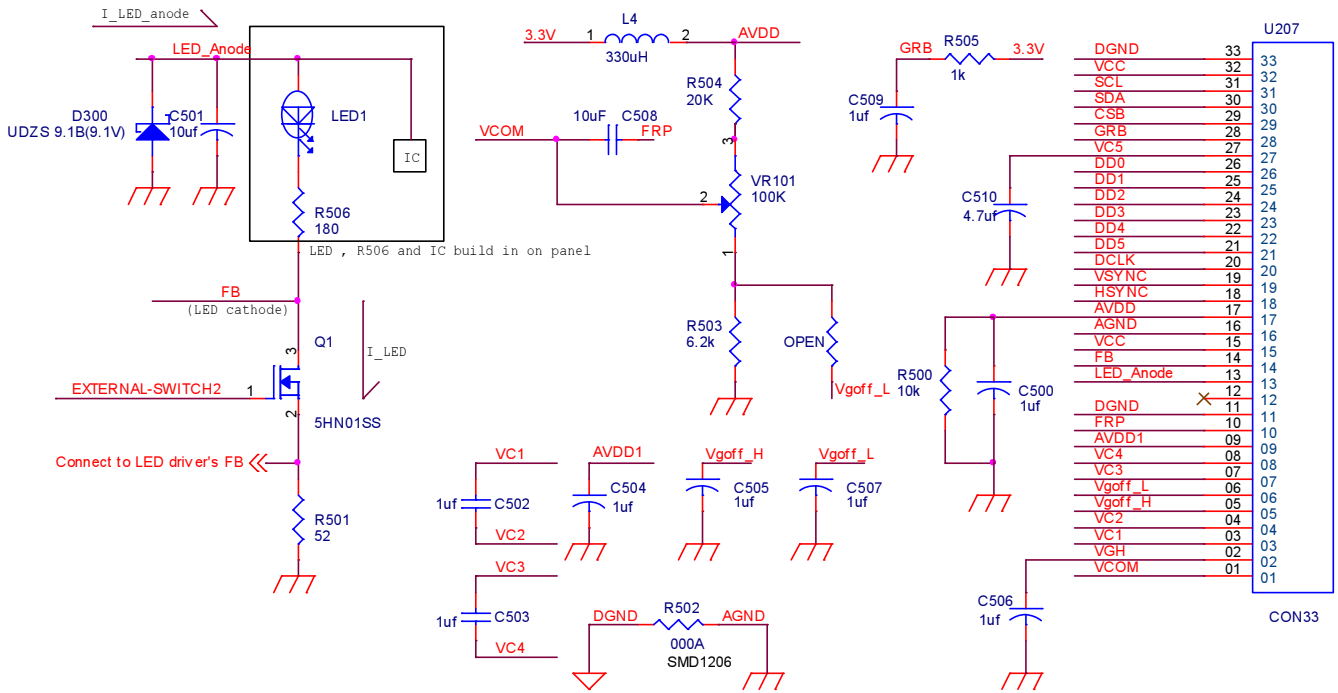 I_LED_anode
LED_Anode
D300
UDZS 9.1B(9.1V)
C501
10uf
LED1
IC
R506
180
LED , R506 and IC build in on panel
FB
(LED cathode)
Q1
3
I_LED
EXTERNAL-SWITCH2
1
2
5HN01SS
Connect to LED driver's FB
R501
52
L4
3.3V
1
2
AVDD
330uH
R504
20K
10uF
C508
VCOM
FRP
3
VR101
2
100K
1
R503
6.2k
OPEN
Vgoff_L
VC1
1uf
C502
VC2
AVDD1
C504
1uf
Vgoff_H
C505
1uf
Vgoff_L
C507
1uf
VC3
1uf
C503
VC4
DGND
R502
AGND
000A
SMD1206
GRB
R505
3.3V
1k
C509
1uf
C510
4.7uf
R500
10k
C500
1uf
C506
1uf
U207
DGND 33 33
VCC 32 32
SCL 31 31
SDA 30 30
CSB 29 29
GRB 28 28
VC5 27 27
DD0 26 26
DD1 25 25
DD2 24 24
DD3 23 23
DD4 22 22
DD5 21 21
DCLK 20 20
VSYNC 19 19
HSYNC 18 18
AVDD 17 17
AGND 16 16
VCC 15 15
FB 14 14
LED_Anode 13 13
12 12
DGND 11 11
FRP 10 10
AVDD1 09 09
VC4 08 08
VC3 07 07
Vgoff_L 06 06
Vgoff_H 05 05
VC2 04 04
VC1 03 03
VGH 02 02
VCOM 01 01
CON33